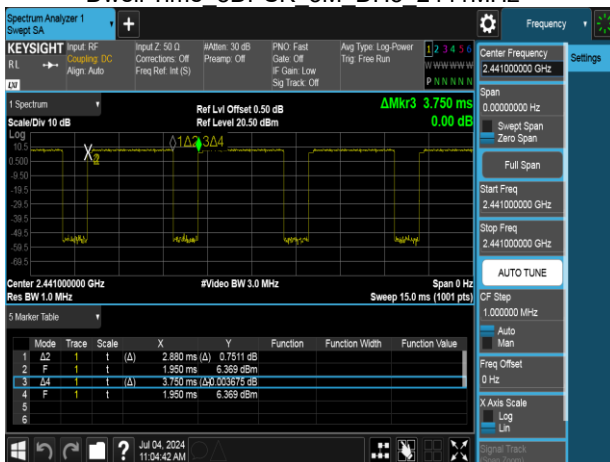 Dwell Time_8DPSK_3M_DH5_2441MHz
Spectrum Analyzer 1
Swept SA
+
Frequency
KEYSIGHT
RL
Input: RF
Coupling: DC
Align: Auto
Input Z: 50 Ω
Corrections: Off
Freq Ref: Int (S)
#Atten: 30 dB
Preamp: Off
PNO: Fast
Gate: Off
IF Gain: Low
Sig Track: Off
Avg Type: Log-Power
Trig: Free Run
1 2 3 4 5 6
W W W W W W
P N N N N N
LXI
1 Spectrum
Scale/Div 10 dB
Log
Ref Lvl Offset 0.50 dB
Ref Level 20.50 dBm
ΔMkr3 3.750 ms
0.00 dB
10.5
0.500
-9.50
-19.5
-29.5
-39.5
-49.5
-59.5
-69.5
X
2
1Δ2
3Δ4
Center 2.441000000 GHz
Res BW 1.0 MHz
#Video BW 3.0 MHz
Span 0 Hz
Sweep 15.0 ms (1001 pts)
5 Marker Table
Mode Trace Scale X Y Function Function Width Function Value
1 Δ2 1 t (Δ) 2.880 ms (Δ) 0.7511 dB
2 F 1 t 1.950 ms 6.369 dBm
3 Δ4 1 t (Δ) 3.750 ms (Δ) 0.003675 dB
4 F 1 t 1.950 ms 6.369 dBm
5
6
?
Jul 04, 2024
11:04:42 AM
Center Frequency
2.441000000 GHz
Settings
Span
0.00000000 Hz
Swept Span
Zero Span
Full Span
Start Freq
2.441000000 GHz
Stop Freq
2.441000000 GHz
AUTO TUNE
CF Step
1.000000 MHz
Auto
Man
Freq Offset
0 Hz
X Axis Scale
Log
Lin
Signal Track
(Span Zoom)